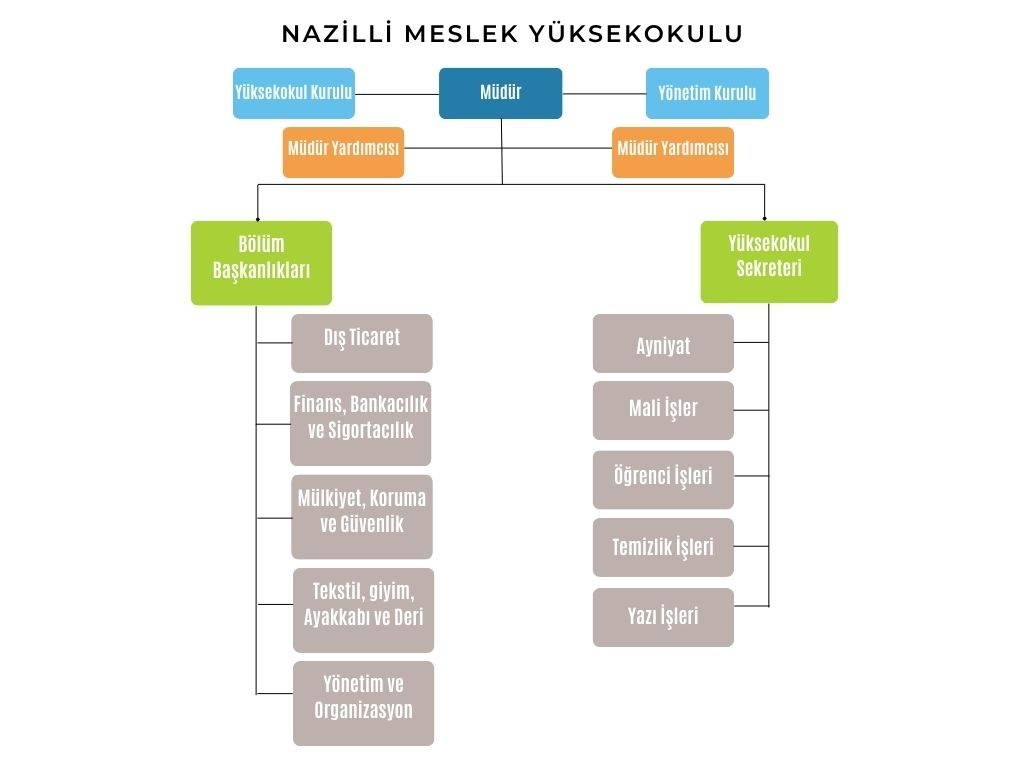 NAZİLLİ MESLEK YÜKSEKOKULU
Yüksekokul Kurulu
Müdür
Yönetim Kurulu
Müdür Yardımcısı
Müdür Yardımcısı
Bölüm
Başkanlıkları
Yüksekokul
Sekreteri
Dış Ticaret
Finans, Bankacılık
ve Sigortacılık
Mülkiyet, Koruma
ve Güvenlik
Tekstil, giyim,
Ayakkabı ve Deri
Yönetim ve
Organizasyon
Ayniyat
Mali İşler
Öğrenci İşleri
Temizlik İşleri
Yazı İşleri